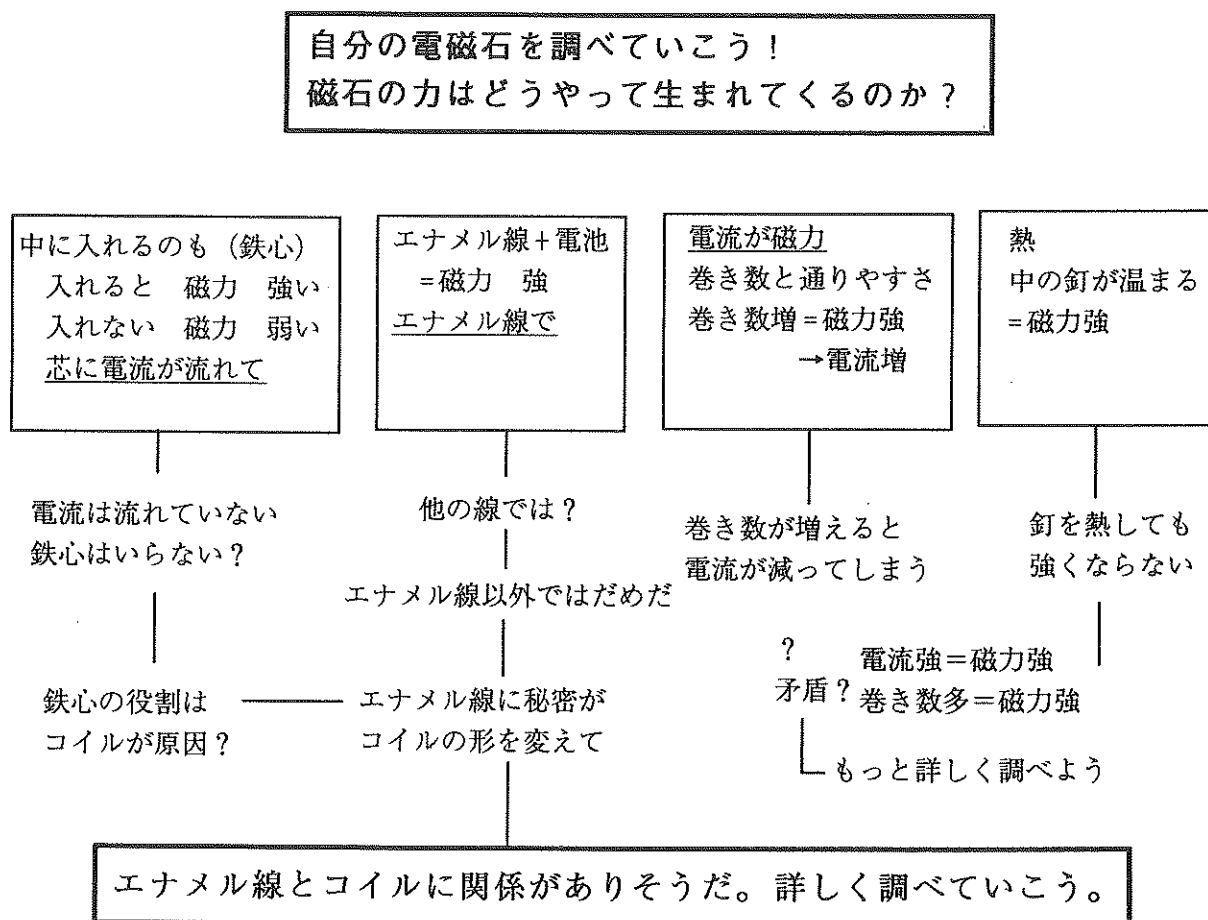 自分の電磁石を調べていこう!
磁石の力はどうやって生まれてくるのか?
中に入れるのも(鉄心)
入れると 磁力 強い
入れない 磁力 弱い
芯に電流が流れて
エナメル線+電池
=磁力 強
エナメル線で
電流が磁力
巻き数と通りやすさ
巻き数増=磁力強
→電流増
熱
中の釘が温まる
=磁力強
電流は流れていない
鉄心はいらない?
他の線では?
エナメル線以外ではだめだ
巻き数が増えると
電流が減ってしまう
釘を熱しても
強くならない
鉄心の役割は
コイルが原因?
エナメル線に秘密が
コイルの形を変えて
?
矛盾?
電流強=磁力強
巻き数多=磁力強
もっと詳しく調べよう
エナメル線とコイルに関係がありそうだ。詳しく調べていこう。